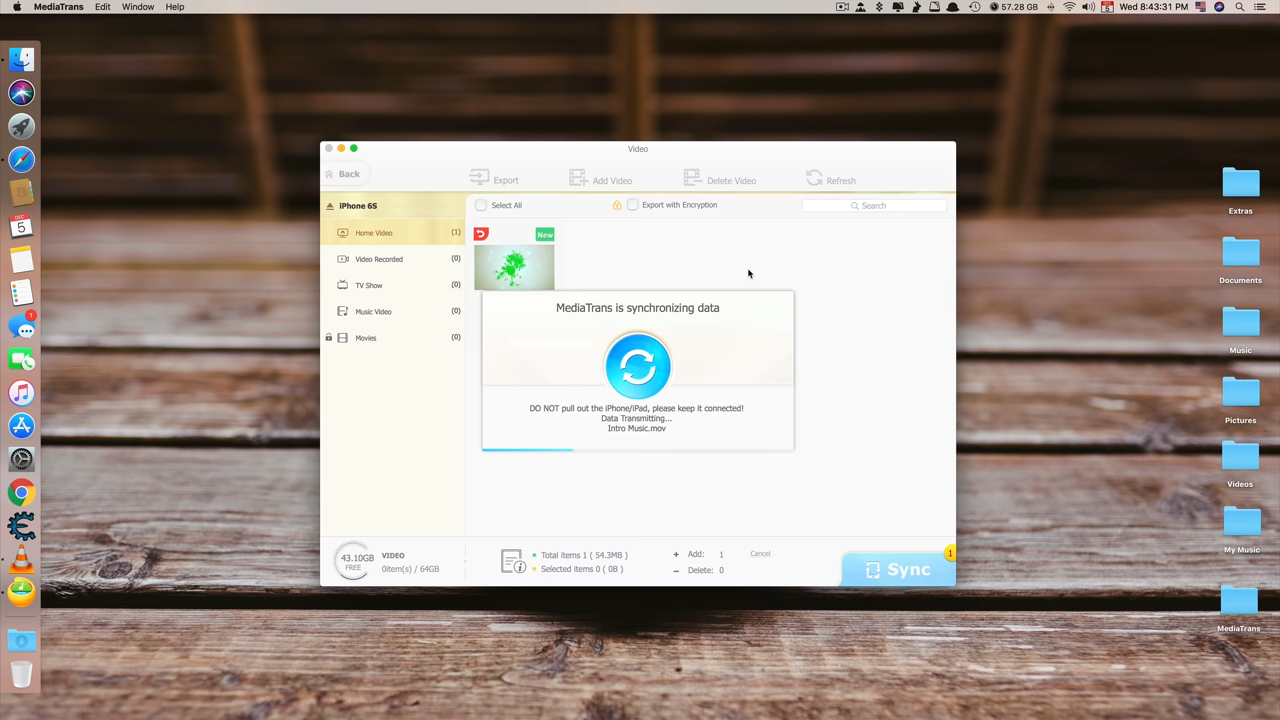 MediaTrans Edit Window Help
57.28 GB
DEC
5
Wed 8:43:31 PM
Video
Back
Export
Add Video
Delete Video
Refresh
iPhone 6S
Select All
Export with Encryption
Search
Home Video (1)
Video Recorded (0)
TV Show (0)
Music Video (0)
Movies (0)
New
MediaTrans is synchronizing data
DO NOT pull out the iPhone/iPad, please keep it connected!
Data Transmitting...
Intro Music.mov
43.10GB
FREE
VIDEO
0item(s) / 64GB
Total items 1 ( 54.3MB )
Selected items 0 ( 0B )
+ Add: 1
Cancel
− Delete: 0
Sync
1
Extras
Documents
Music
Pictures
Videos
My Music
MediaTrans
DEC
5
1